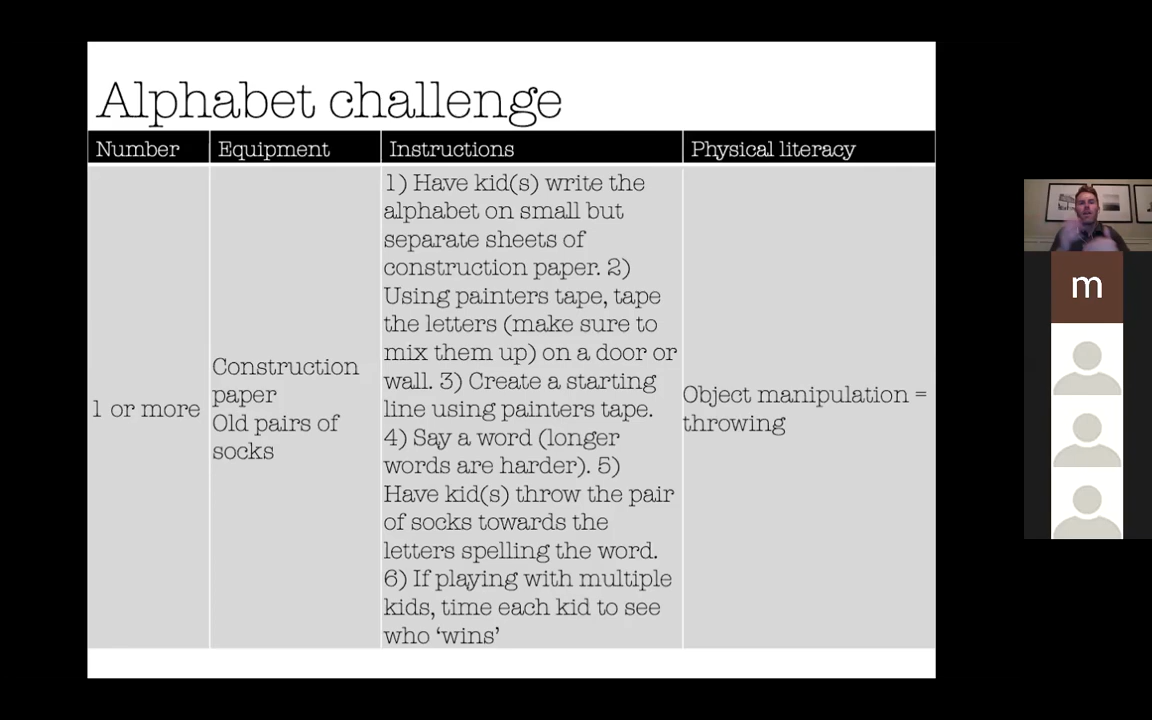 Alphabet challenge
Number
Equipment
Instructions
Physical literacy
1 or more
Construction
paper
Old pairs of
socks
1) Have kid(s) write the
alphabet on small but
separate sheets of
construction paper. 2)
Using painters tape, tape
the letters (make sure to
mix them up) on a door or
wall. 3) Create a starting
line using painters tape.
4) Say a word (longer
words are harder). 5)
Have kid(s) throw the pair
of socks towards the
letters spelling the word.
6) If playing with multiple
kids, time each kid to see
who ‘wins’
Object manipulation =
throwing
m